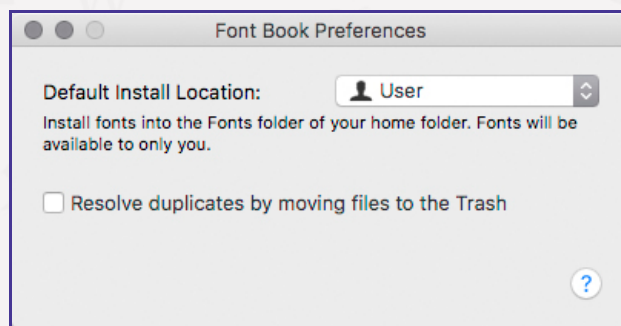 Font Book Preferences
Default Install Location:
User
Install fonts into the Fonts folder of your home folder. Fonts will be
available to only you.
Resolve duplicates by moving files to the Trash
?